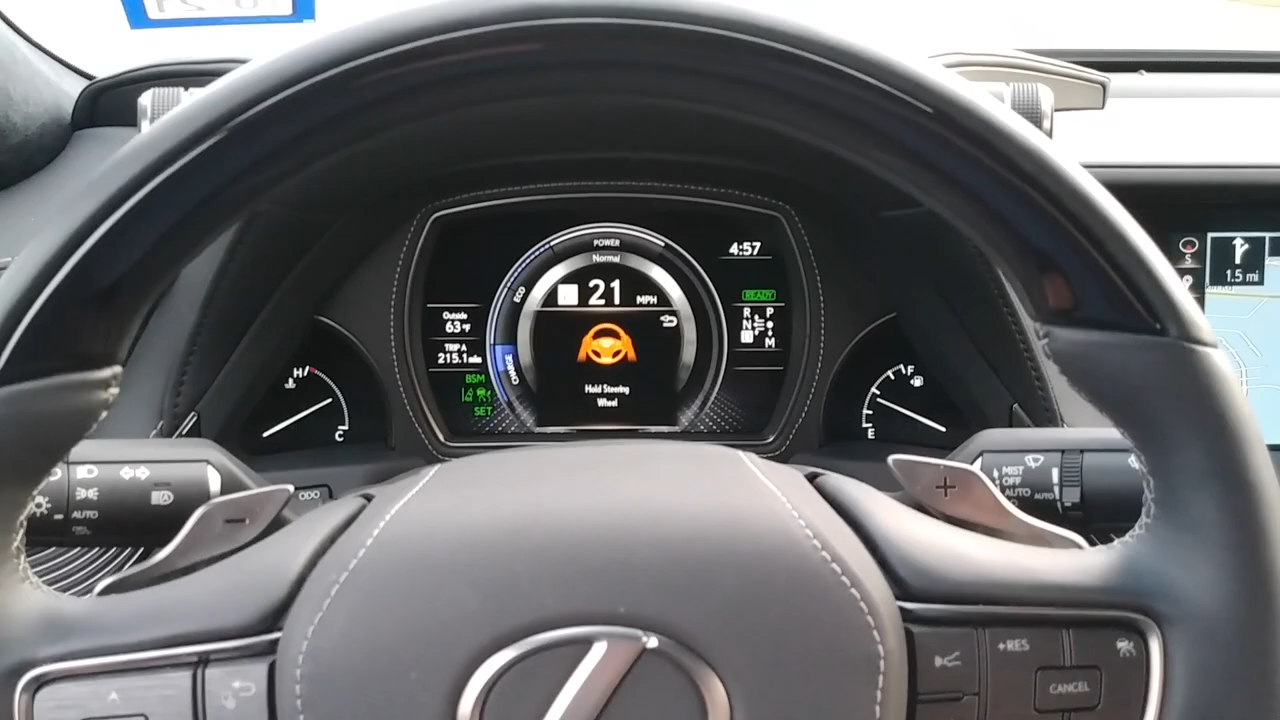 POWER
Normal
4:57
21 MPH
ECO
READY
Outside
63°F
R P
N
D M
TRIP A
215.1 miles
CHARGE
Hold Steering
Wheel
BSM
SET
H
C
F
E
S
1.5 mi
ODO
AUTO
-
+
MIST
OFF
AUTO
AUTO
+RES
CANCEL